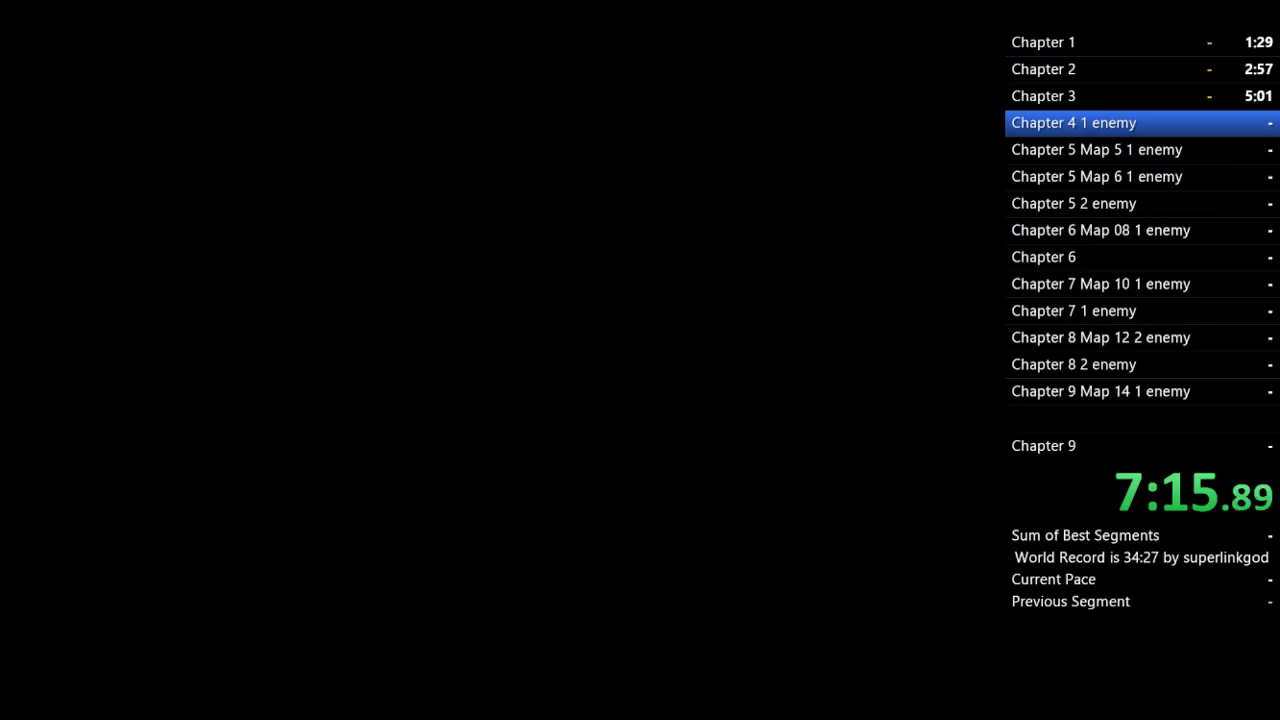 Chapter 1 - 1:29
Chapter 2 - 2:57
Chapter 3 - 5:01
Chapter 4 1 enemy -
Chapter 5 Map 5 1 enemy -
Chapter 5 Map 6 1 enemy -
Chapter 5 2 enemy -
Chapter 6 Map 08 1 enemy -
Chapter 6 -
Chapter 7 Map 10 1 enemy -
Chapter 7 1 enemy -
Chapter 8 Map 12 2 enemy -
Chapter 8 2 enemy -
Chapter 9 Map 14 1 enemy -
Chapter 9 -
7:15.89
Sum of Best Segments -
World Record is 34:27 by superlinkgod
Current Pace -
Previous Segment -